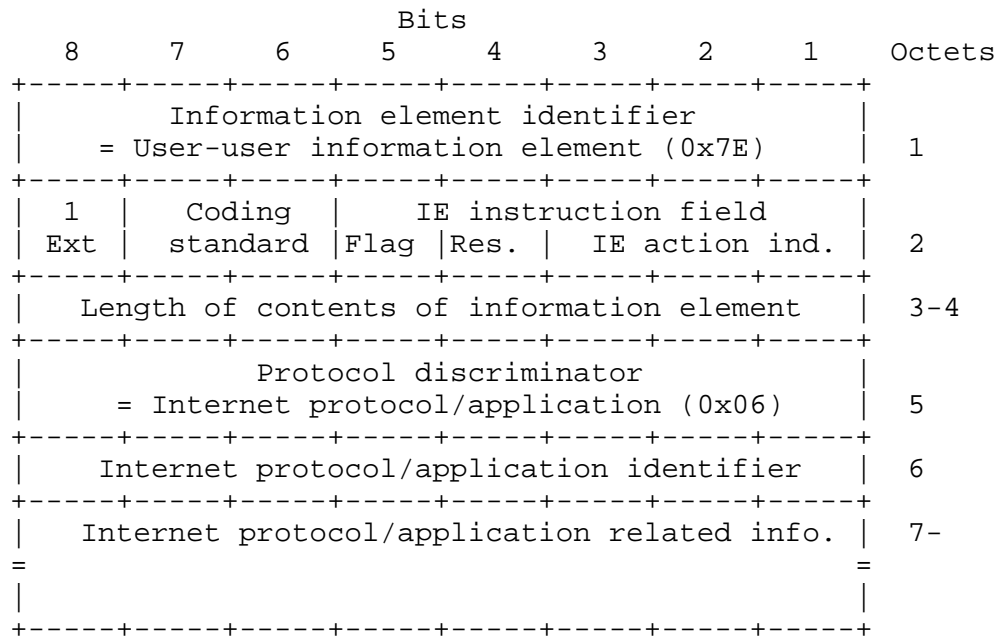 Bits
    8     7     6     5     4     3     2     1    Octets
 +-----+-----+-----+-----+-----+-----+-----+-----+
 |         Information element identifier        |
 |     = User-user information element (0x7E)    |  1
 +-----+-----+-----+-----+-----+-----+-----+-----+
 |  1  |   Coding  |    IE instruction field     |
 | Ext |  standard |Flag |Res. |  IE action ind. |  2
 +-----+-----+-----+-----+-----+-----+-----+-----+
 |   Length of contents of information element   |  3-4
 +-----+-----+-----+-----+-----+-----+-----+-----+
 |             Protocol discriminator            |
 |     = Internet protocol/application (0x06)    |  5
 +-----+-----+-----+-----+-----+-----+-----+-----+
 |    Internet protocol/application identifier   |  6
 +-----+-----+-----+-----+-----+-----+-----+-----+
 |   Internet protocol/application related info. |  7-
 =                                               =
 |                                               |
 +-----+-----+-----+-----+-----+-----+-----+-----+